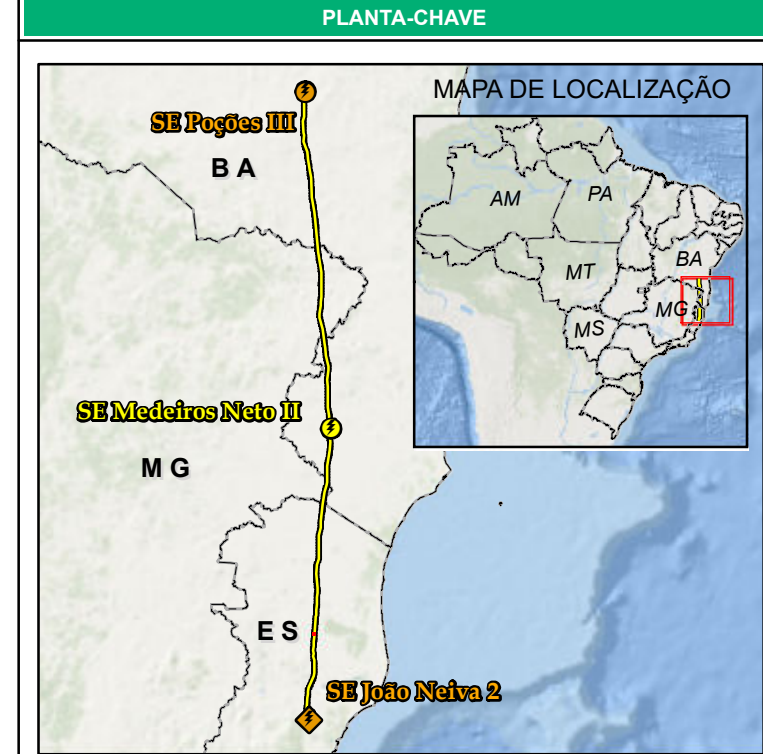 PLANTA-CHAVE
MAPA DE LOCALIZAÇÃO
SE Poções III
B A
AM
PA
BA
MT
MG
MS
SE Medeiros Neto II
M G
E S
SE João Neiva 2